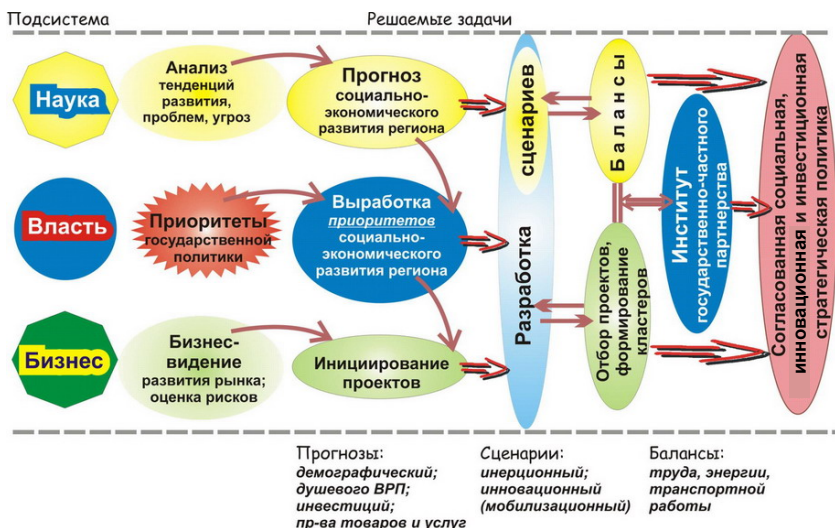 Подсистема
Решаемые задачи
Наука
Анализ
тенденций
развития,
проблем, угроз
Прогноз
социально-
экономического
развития региона
сценариев
Разработка
Балансы
Институт
государственно-частного
партнерства
Согласованная социальная,
инновационная и инвестиционная
стратегическая политика
Власть
Приоритеты
государственной
политики
Выработка
приоритетов
социально-
экономического
развития региона
Отбор проектов,
формирование
кластеров
Бизнес
Бизнес-
видение
развития рынка;
оценка рисков
Инициирование
проектов
Прогнозы:
демографический;
душевого ВРП;
инвестиций;
пр-ва товаров и услуг
Сценарии:
инерционный;
инновационный
(мобилизационный)
Балансы:
труда, энергии,
транспортной
работы